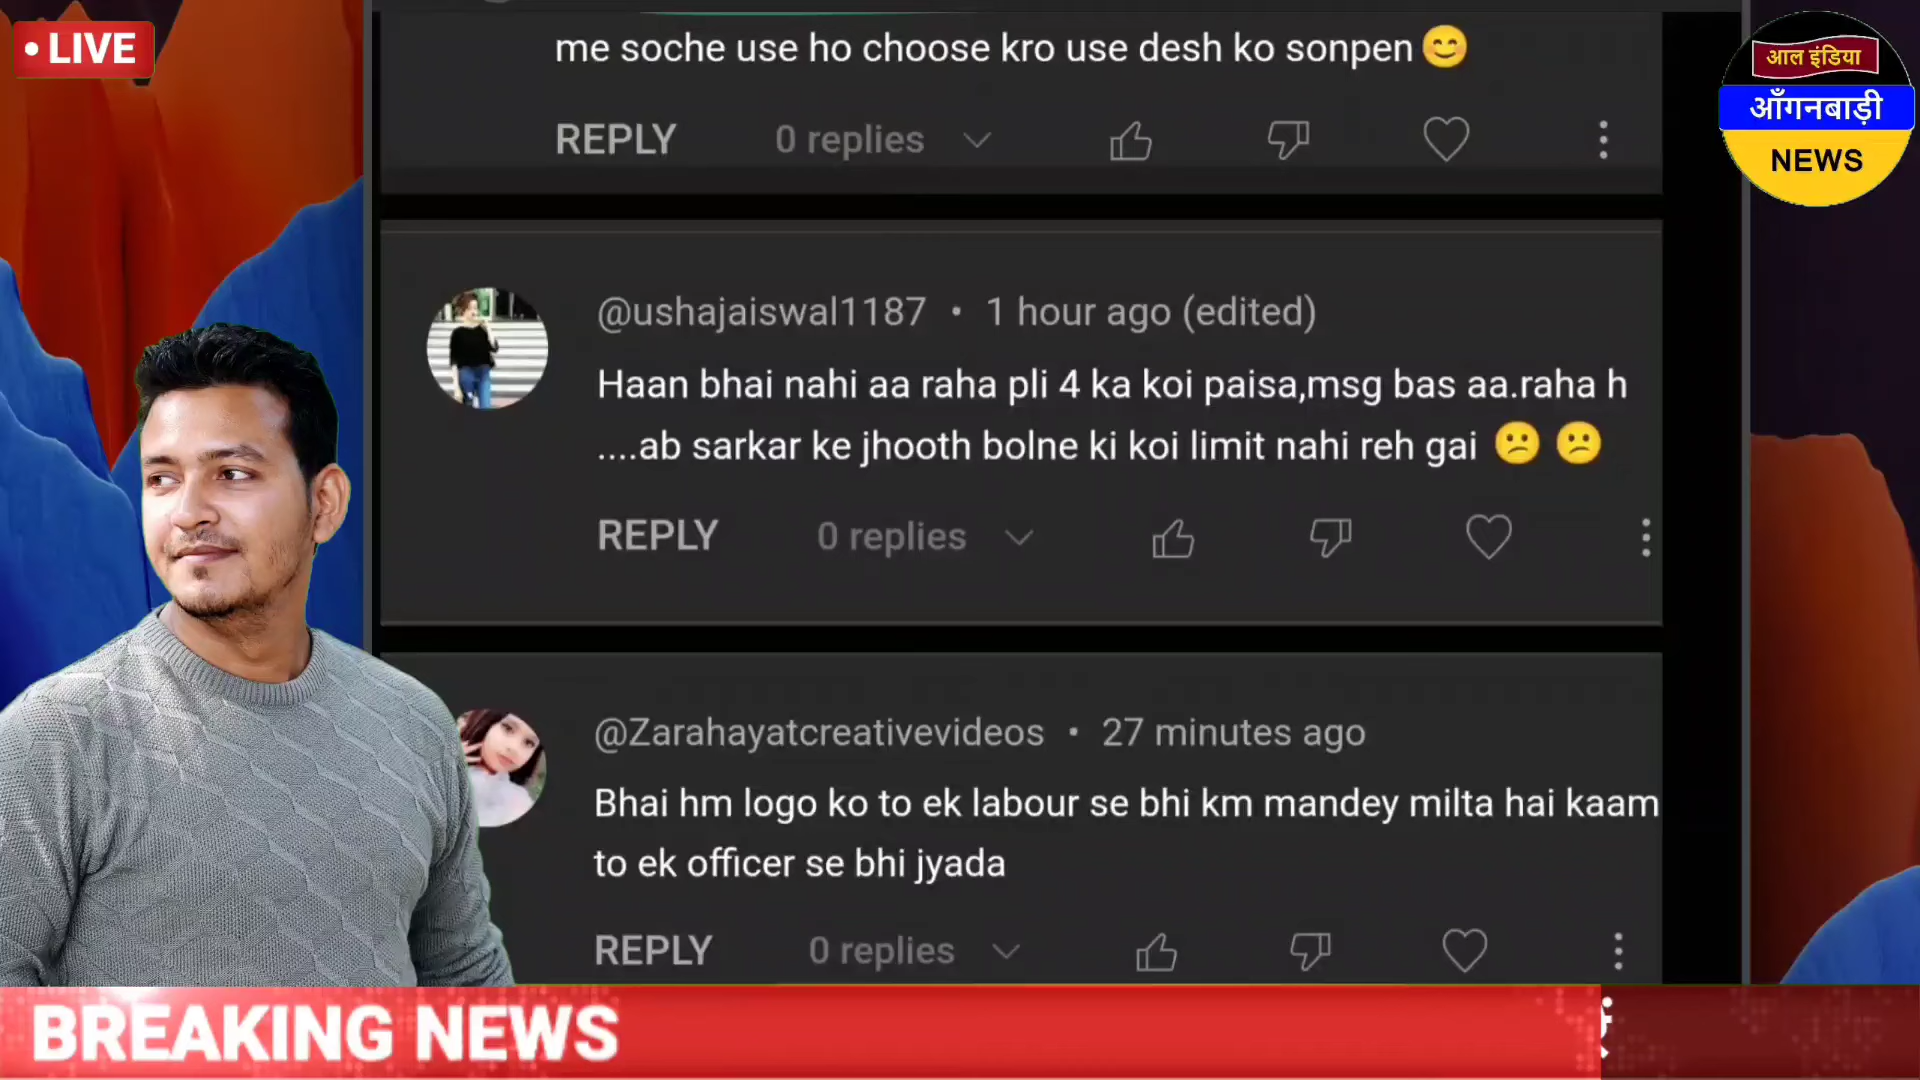 LIVE
आल इंडिया
आँगनबाड़ी
NEWS
me soche use ho choose kro use desh ko sonpen 😊
REPLY 0 replies
@ushajaiswal1187 • 1 hour ago (edited)
Haan bhai nahi aa raha pli 4 ka koi paisa,msg bas aa.raha h
....ab sarkar ke jhooth bolne ki koi limit nahi reh gai 😕 😕
REPLY 0 replies
@Zarahayatcreativevideos • 27 minutes ago
Bhai hm logo ko to ek labour se bhi km mandey milta hai kaam
to ek officer se bhi jyada
REPLY 0 replies
BREAKING NEWS